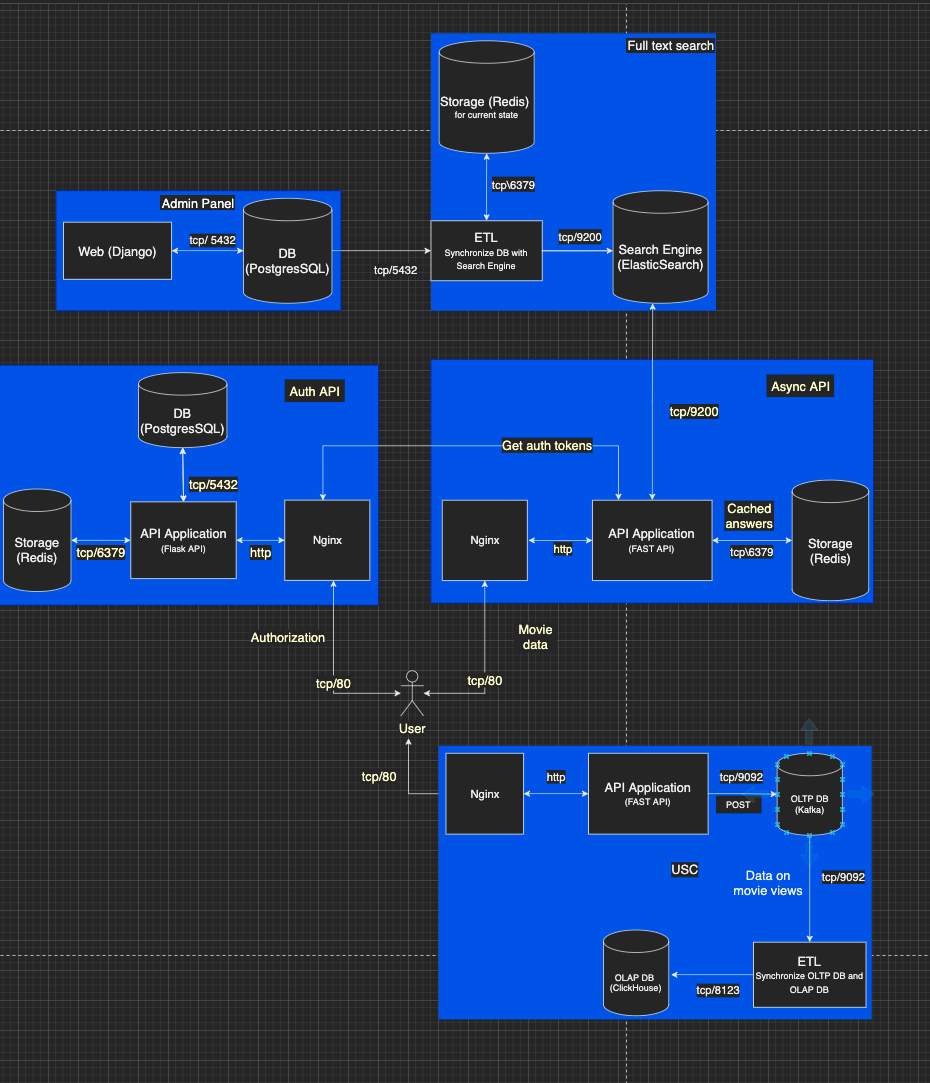 Full text search
Storage (Redis)
for current state
tcp\6379
Admin Panel
Web (Django)
tcp/ 5432
DB
(PostgresSQL)
tcp/5432
ETL
Synchronize DB with
Search Engine
tcp/9200
Search Engine
(ElasticSearch)
Auth API
DB
(PostgresSQL)
tcp/5432
Storage
(Redis)
tcp/6379
API Application
(Flask API)
http
Nginx
Get auth tokens
Async API
tcp/9200
Nginx
http
API Application
(FAST API)
Cached
answers
tcp\6379
Storage
(Redis)
Authorization
tcp/80
Movie
data
tcp/80
User
tcp/80
Nginx
http
API Application
(FAST API)
tcp/9092
POST
OLTP DB
(Kafka)
USC
Data on
movie views
tcp/9092
ETL
Synchronize OLTP DB and
OLAP DB
tcp/8123
OLAP DB
(ClickHouse)